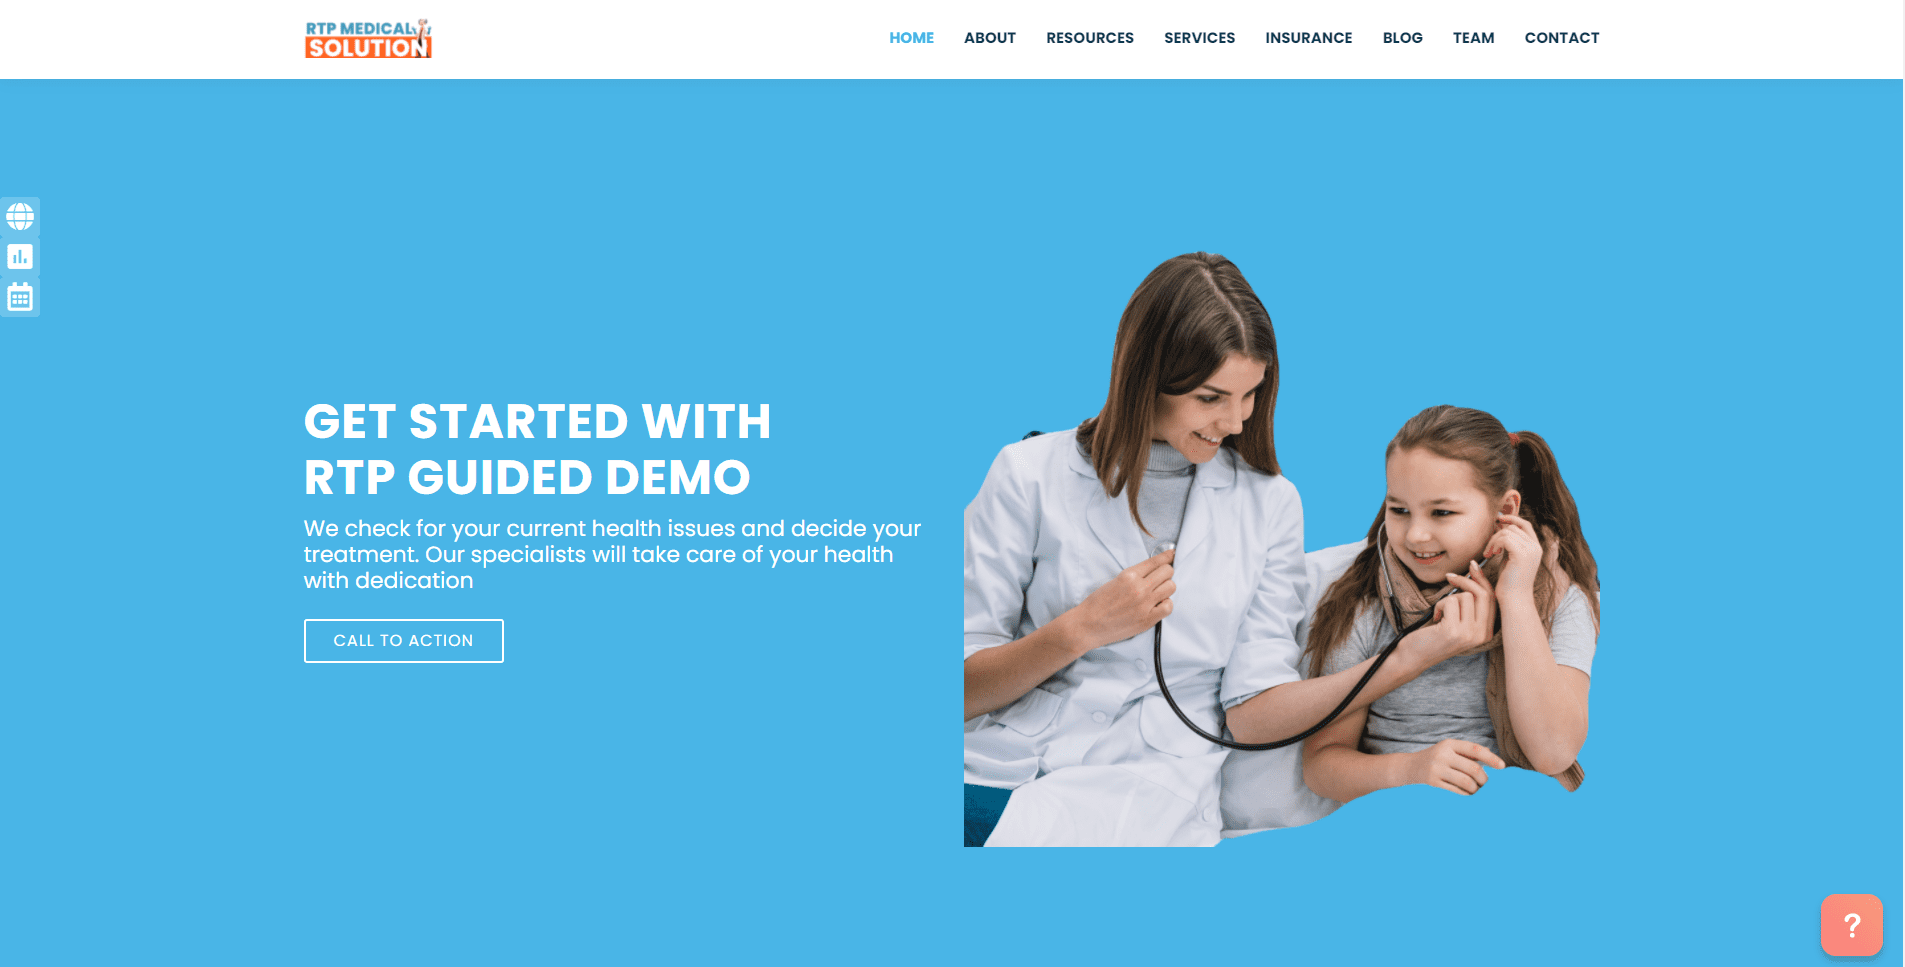 RTP MEDICAL
SOLUTION
HOME ABOUT RESOURCES SERVICES INSURANCE BLOG TEAM CONTACT
GET STARTED WITH
RTP GUIDED DEMO
We check for your current health issues and decide your
treatment. Our specialists will take care of your health
with dedication
CALL TO ACTION
?